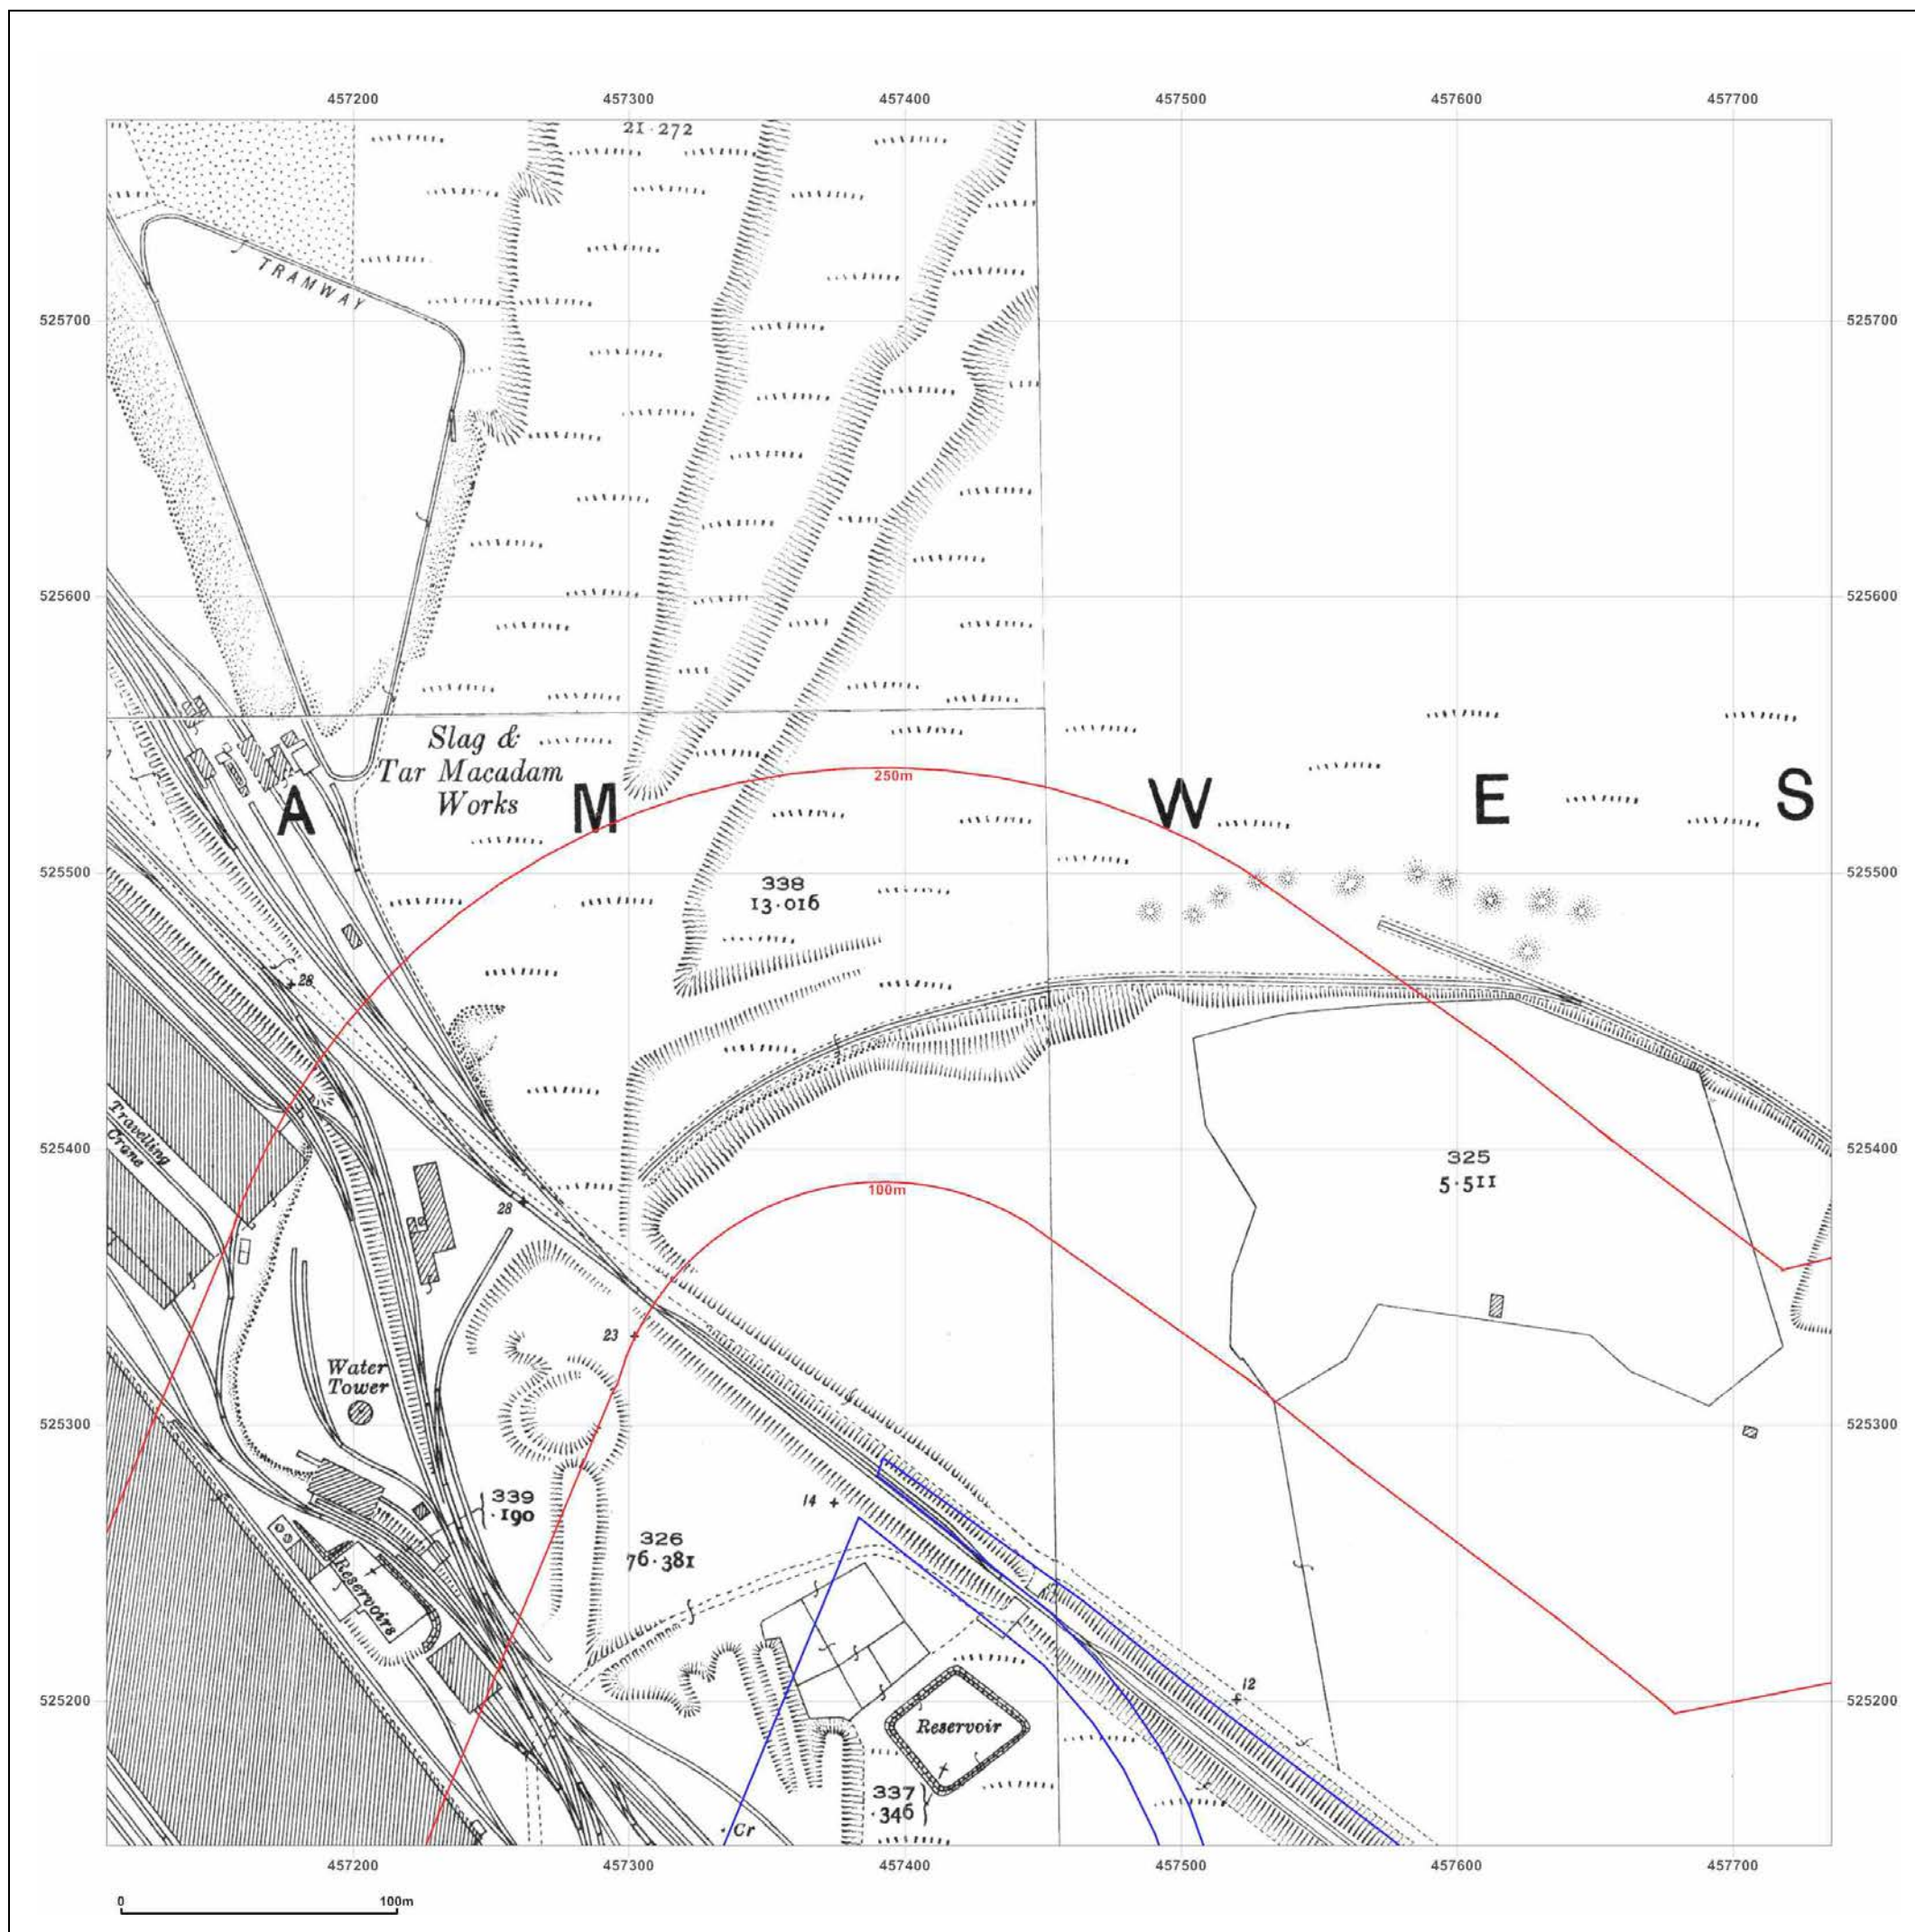 457200 457300 457400 457500 457600 457700
21·272
TRAMWAY
525700 525700
525600 525600
Slag &
Tar Macadam
Works
250m
A M W E S
525500 525500
338
13·016
28
Travelling
Crane
525400 525400
325
5·511
100m
28
23
Water
Tower
525300 525300
339
·190
14
326
76·381
Reservoirs
12
525200 525200
Reservoir
337
·346
Cr
457200 457300 457400 457500 457600 457700
0 100m